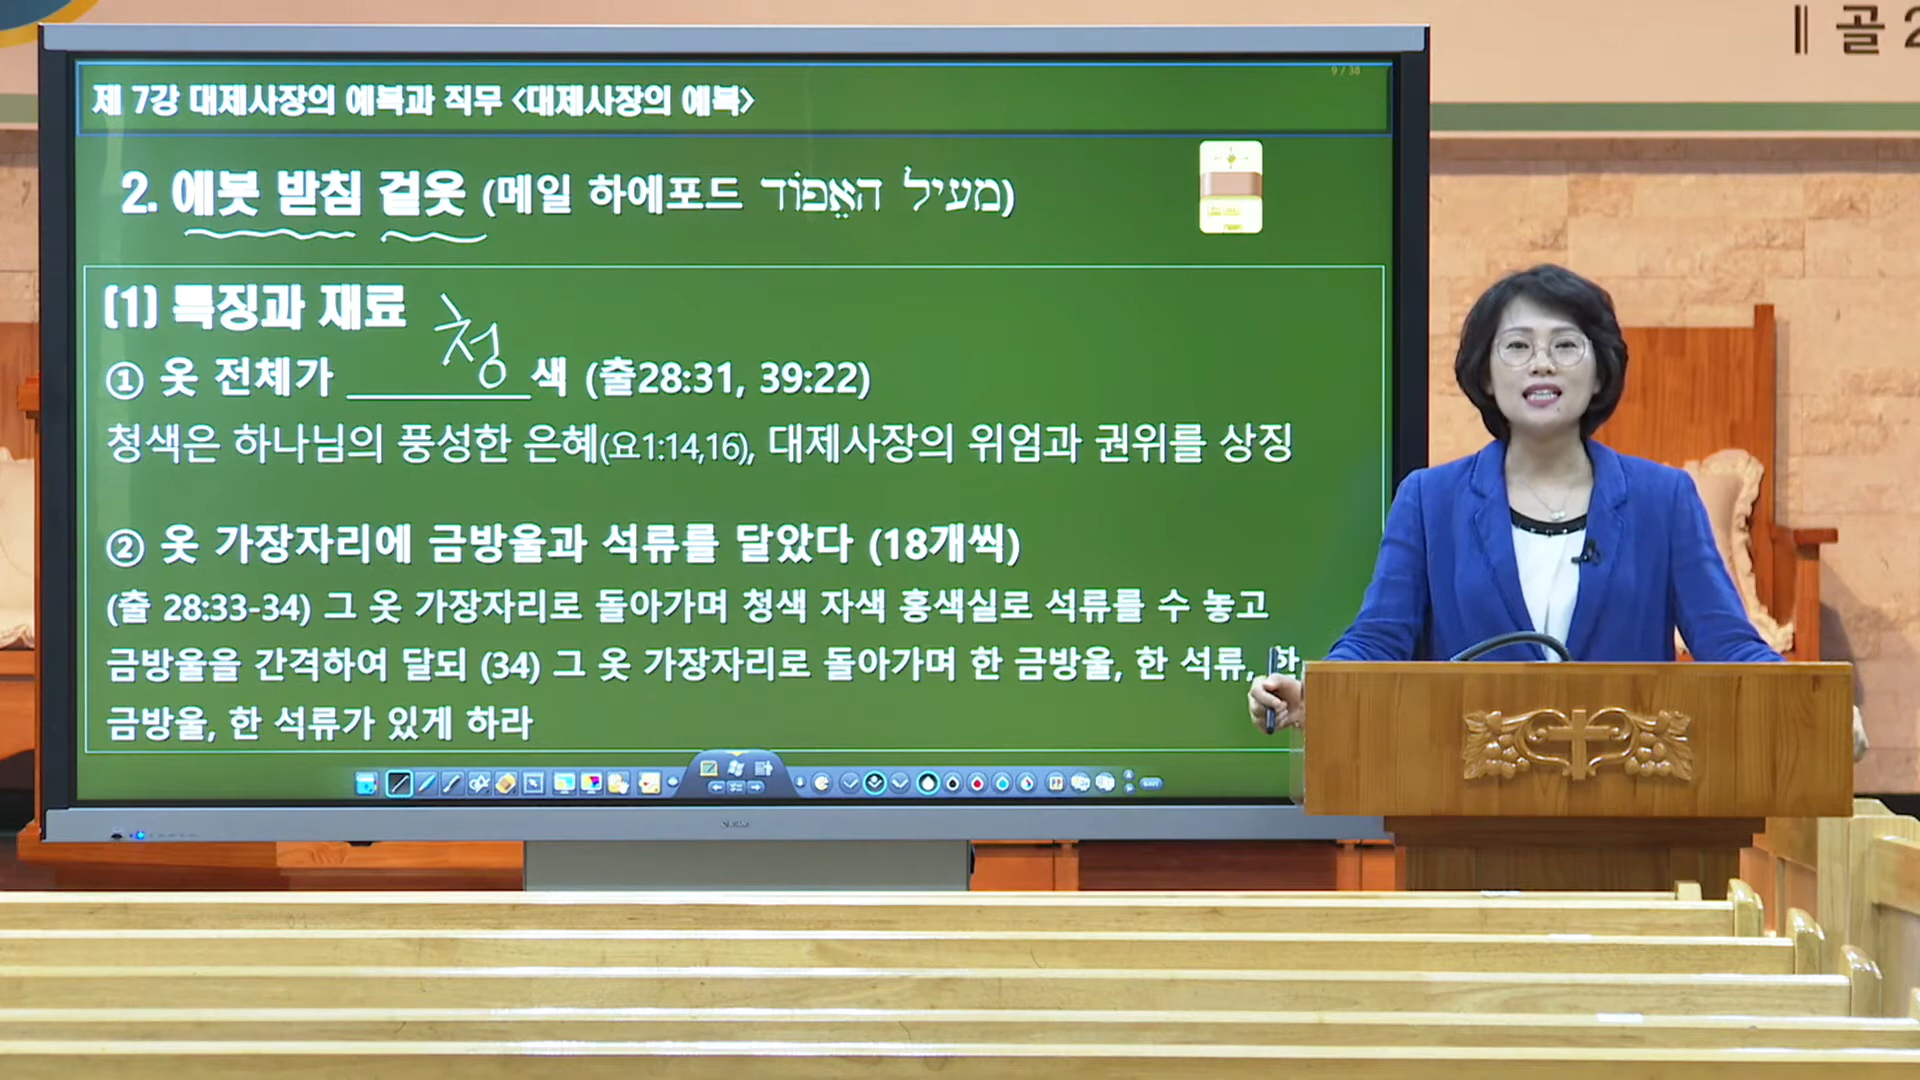 ‖ 골 2
9 / 38
제 7강 대제사장의 예복과 직무 <대제사장의 예복>
2. 에봇 받침 겉옷 (메일 하에포드 מעיל האֵפוֹד)
(1) 특징과 재료
① 옷 전체가 청 색 (출28:31, 39:22)
청색은 하나님의 풍성한 은혜(요1:14,16), 대제사장의 위엄과 권위를 상징
② 옷 가장자리에 금방울과 석류를 달았다 (18개씩)
(출 28:33-34) 그 옷 가장자리로 돌아가며 청색 자색 홍색실로 석류를 수 놓고
금방울을 간격하여 달되 (34) 그 옷 가장자리로 돌아가며 한 금방울, 한 석류, 한
금방울, 한 석류가 있게 하라